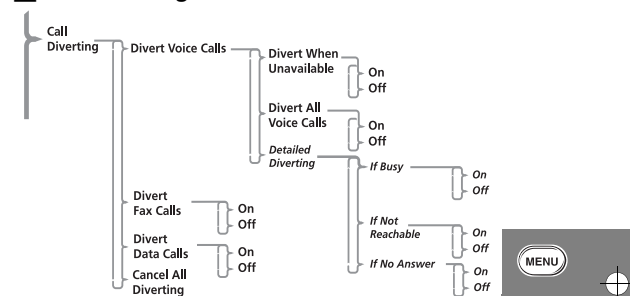 Call
Diverting
Divert Voice Calls
Divert When
Unavailable
On
Off
Divert All
Voice Calls
On
Off
Detailed
Diverting
If Busy
On
Off
If Not
Reachable
On
Off
If No Answer
On
Off
Divert
Fax Calls
On
Off
Divert
Data Calls
On
Off
Cancel All
Diverting
MENU